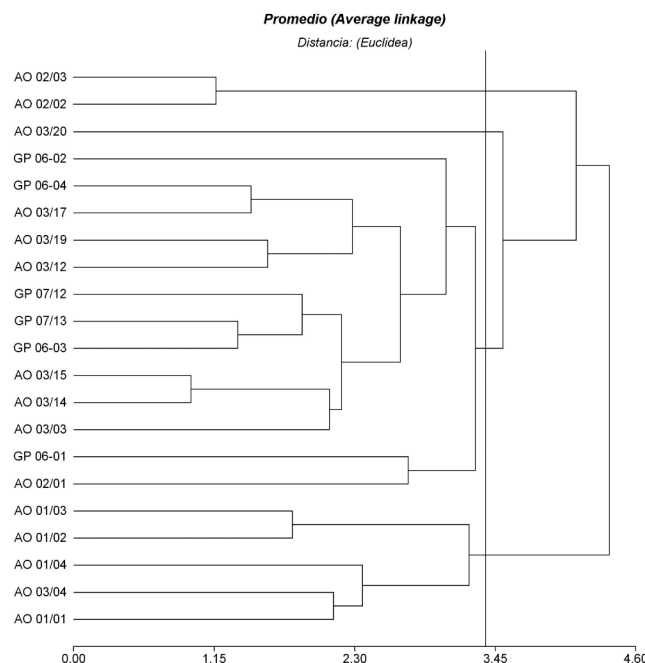 Promedio (Average linkage)
Distancia: (Euclidea)
AO 02/03
AO 02/02
AO 03/20
GP 06-02
GP 06-04
AO 03/17
AO 03/19
AO 03/12
GP 07/12
GP 07/13
GP 06-03
AO 03/15
AO 03/14
AO 03/03
GP 06-01
AO 02/01
AO 01/03
AO 01/02
AO 01/04
AO 03/04
AO 01/01
0.00 1.15 2.30 3.45 4.60